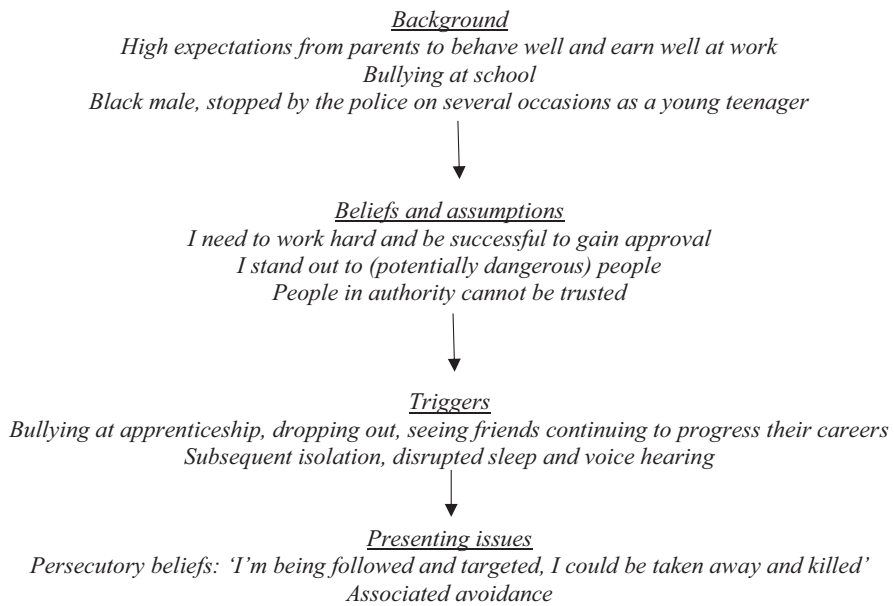 Background
High expectations from parents to behave well and earn well at work
Bullying at school
Black male, stopped by the police on several occasions as a young teenager
Beliefs and assumptions
I need to work hard and be successful to gain approval
I stand out to (potentially dangerous) people
People in authority cannot be trusted
Triggers
Bullying at apprenticeship, dropping out, seeing friends continuing to progress their careers
Subsequent isolation, disrupted sleep and voice hearing
Presenting issues
Persecutory beliefs: ‘I’m being followed and targeted, I could be taken away and killed’
Associated avoidance